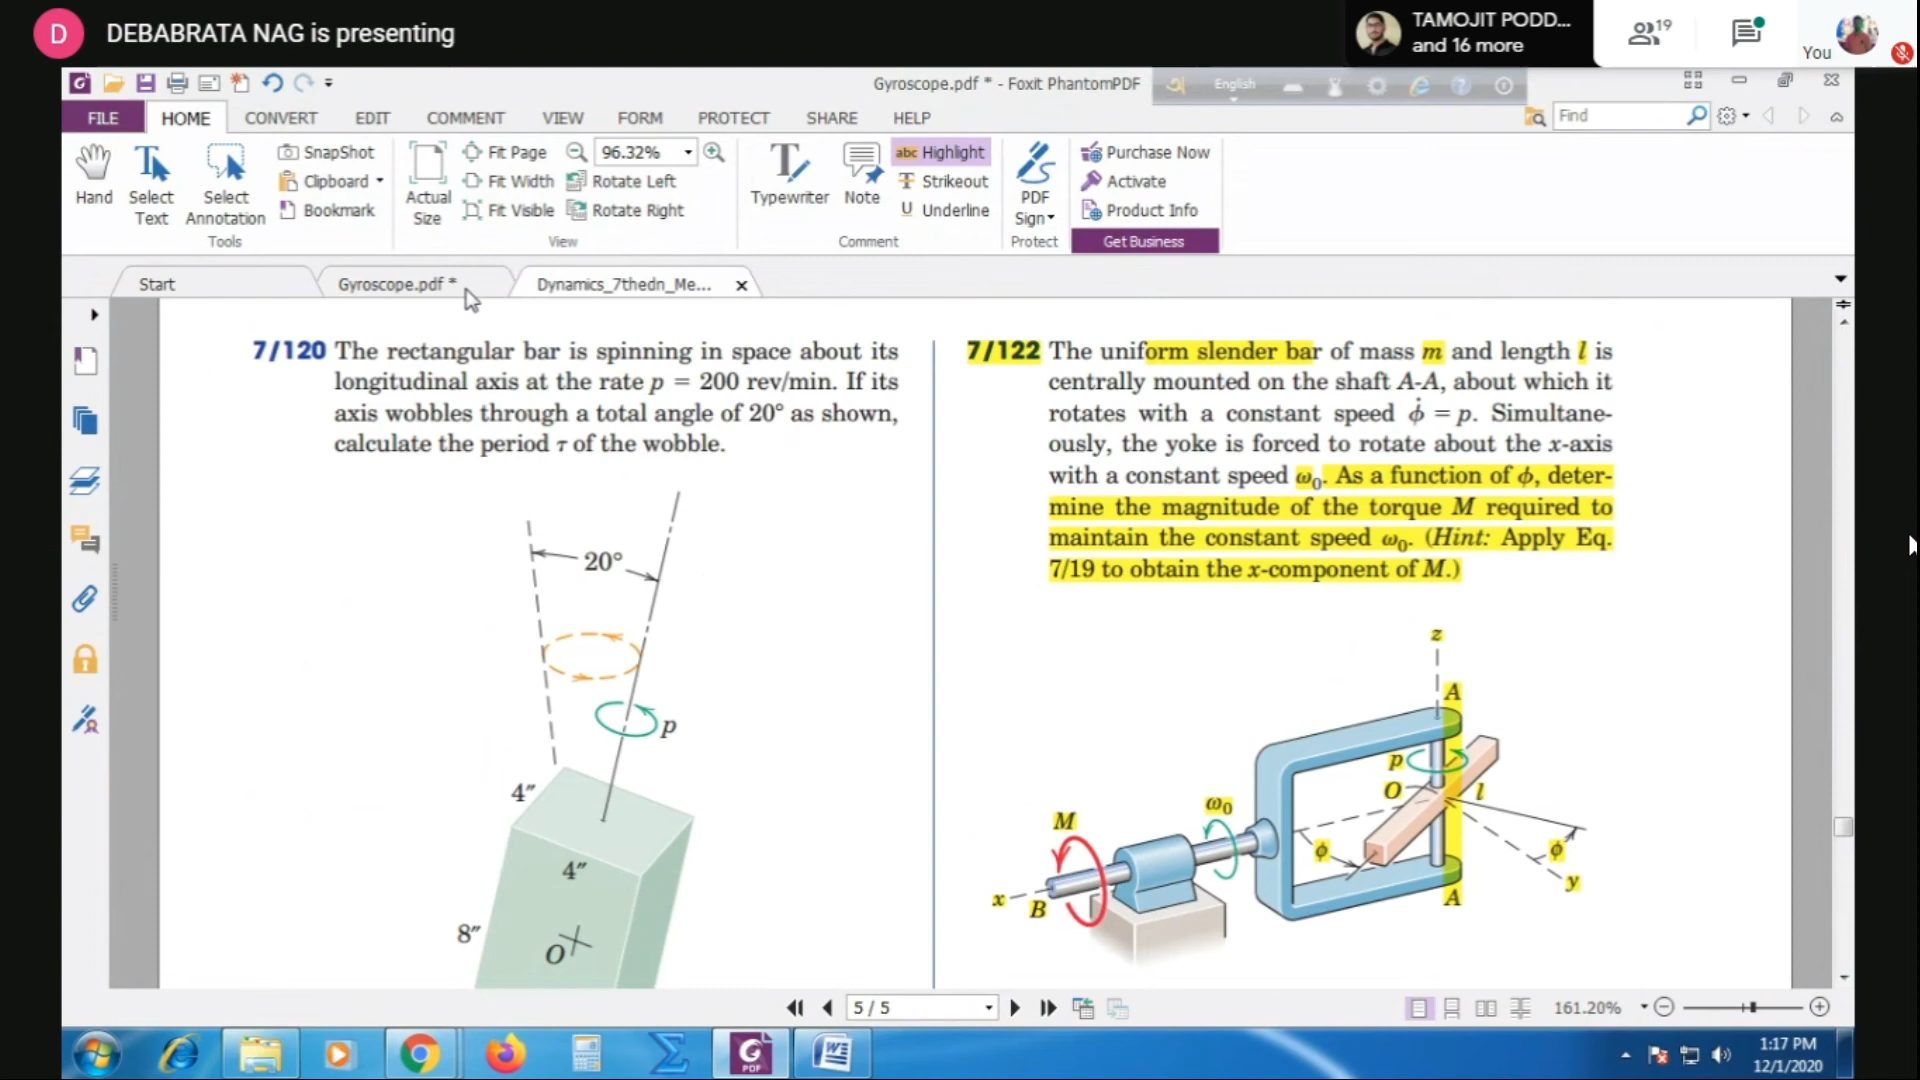 D DEBABRATA NAG is presenting
TAMOJIT PODD...
and 16 more
19
You
Gyroscope.pdf * - Foxit PhantomPDF
English
FILE HOME CONVERT EDIT COMMENT VIEW FORM PROTECT SHARE HELP
Find
Hand
Select Text
Select Annotation
SnapShot
Clipboard
Bookmark
Tools
Actual Size
Fit Page
Fit Width
Fit Visible
96.32%
Rotate Left
Rotate Right
View
Typewriter
Note
abc Highlight
T Strikeout
U Underline
Comment
PDF Sign
Protect
Purchase Now
Activate
Product Info
Get Business
Start
Gyroscope.pdf *
Dynamics_7thedn_Me...
7/120 The rectangular bar is spinning in space about its
longitudinal axis at the rate p = 200 rev/min. If its
axis wobbles through a total angle of 20° as shown,
calculate the period τ of the wobble.
20°
p
4″
4″
8″
O
7/122 The uniform slender bar of mass m and length l is
centrally mounted on the shaft A-A, about which it
rotates with a constant speed ϕ̇ = p. Simultane-
ously, the yoke is forced to rotate about the x-axis
with a constant speed ω₀. As a function of ϕ, deter-
mine the magnitude of the torque M required to
maintain the constant speed ω₀. (Hint: Apply Eq.
7/19 to obtain the x-component of M.)
z
A
p
O
l
ω₀
M
ϕ
ϕ
y
x
B
A
5 / 5
161.20%
PDF
1:17 PM
12/1/2020